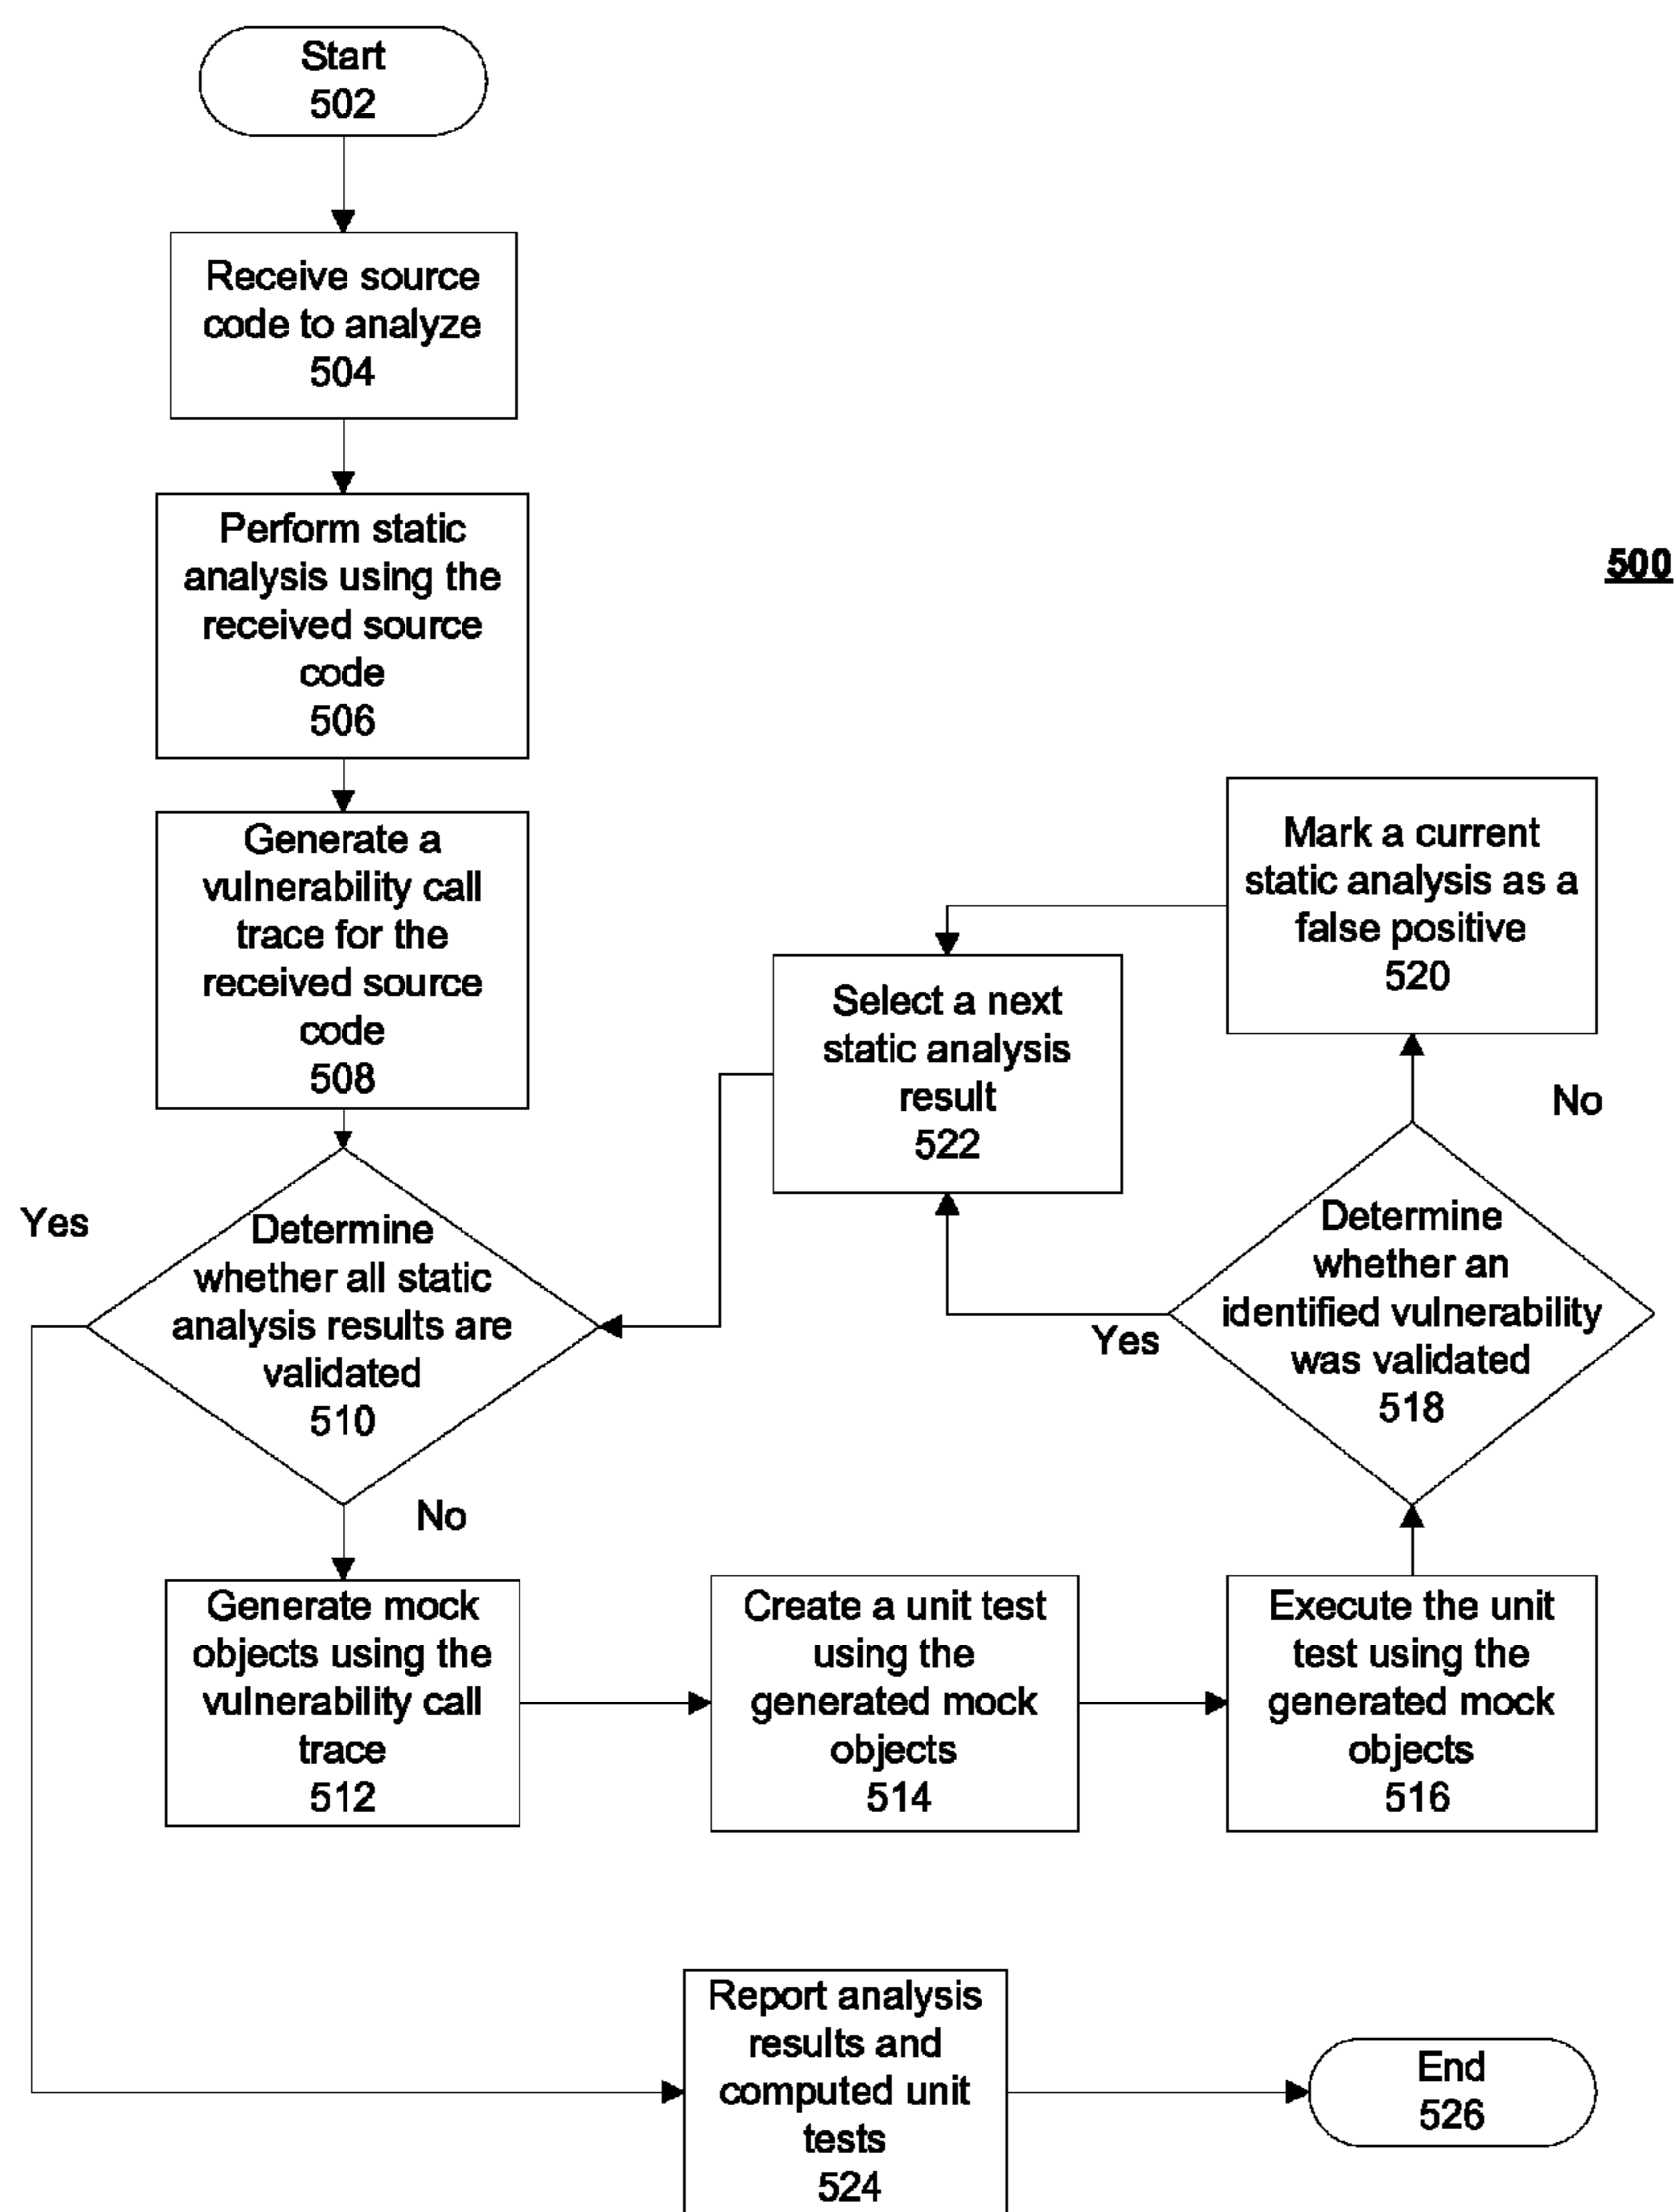 Start
502
Receive source
code to analyze
504
Perform static
analysis using the
received source
code
506
500
Generate a
vulnerability call
trace for the
received source
code
508
Mark a current
static analysis as a
false positive
520
Select a next
static analysis
result
522
No
Yes
Determine
whether all static
analysis results are
validated
510
Determine
whether an
identified vulnerability
was validated
518
Yes
No
Generate mock
objects using the
vulnerability call
trace
512
Create a unit test
using the
generated mock
objects
514
Execute the unit
test using the
generated mock
objects
516
Report analysis
results and
computed unit
tests
524
End
526